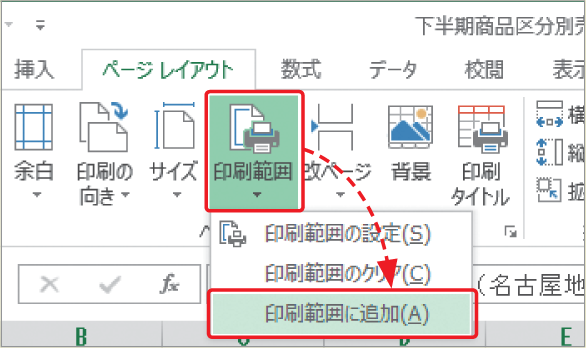 下半期商品区分別売
挿入 ページ レイアウト 数式 データ 校閲 表示
余白 印刷の向き サイズ 印刷範囲 改ページ 背景 印刷タイトル 横 縦 拡
印刷範囲の設定(S)
印刷範囲のクリア(C)
fx (名古屋地
印刷範囲に追加(A)
B C D E